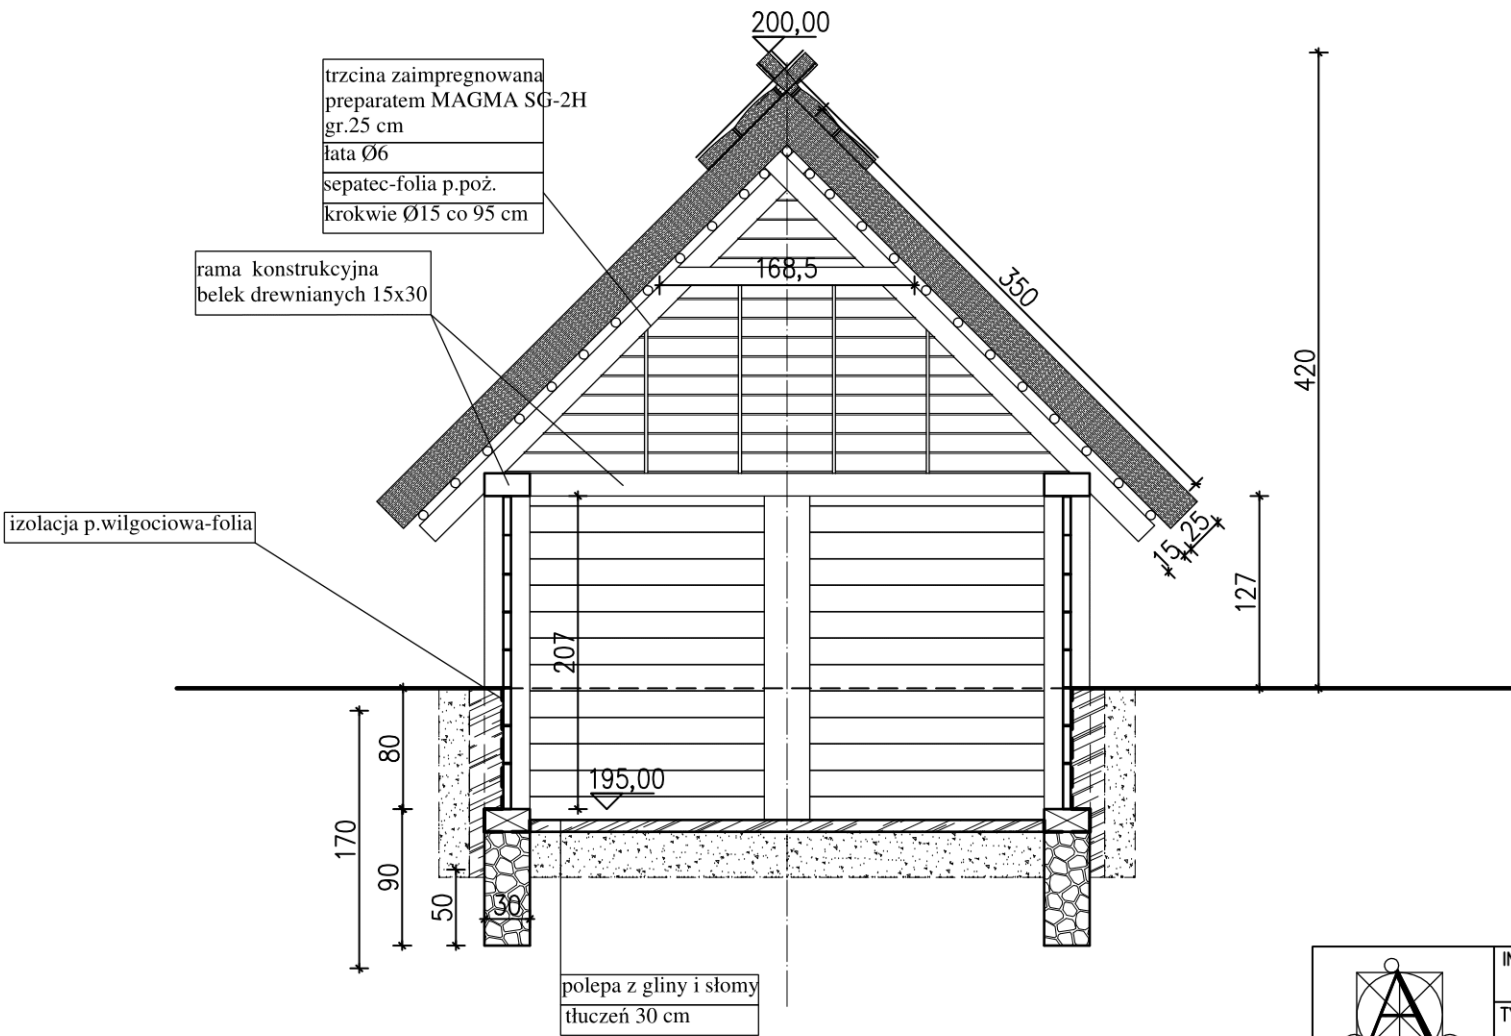 200,00
trzcina zaimpregnowana
preparatem MAGMA SG-2H
gr.25 cm
łata Ø6
sepatec-folia p.poż.
krokwie Ø15 co 95 cm
rama konstrukcyjna
belek drewnianych 15x30
168,5
350
420
izolacja p.wilgociowa-folia
15
25
127
207
80
195,00
170
90
50
30
polepa z gliny i słomy
tłuczeń 30 cm